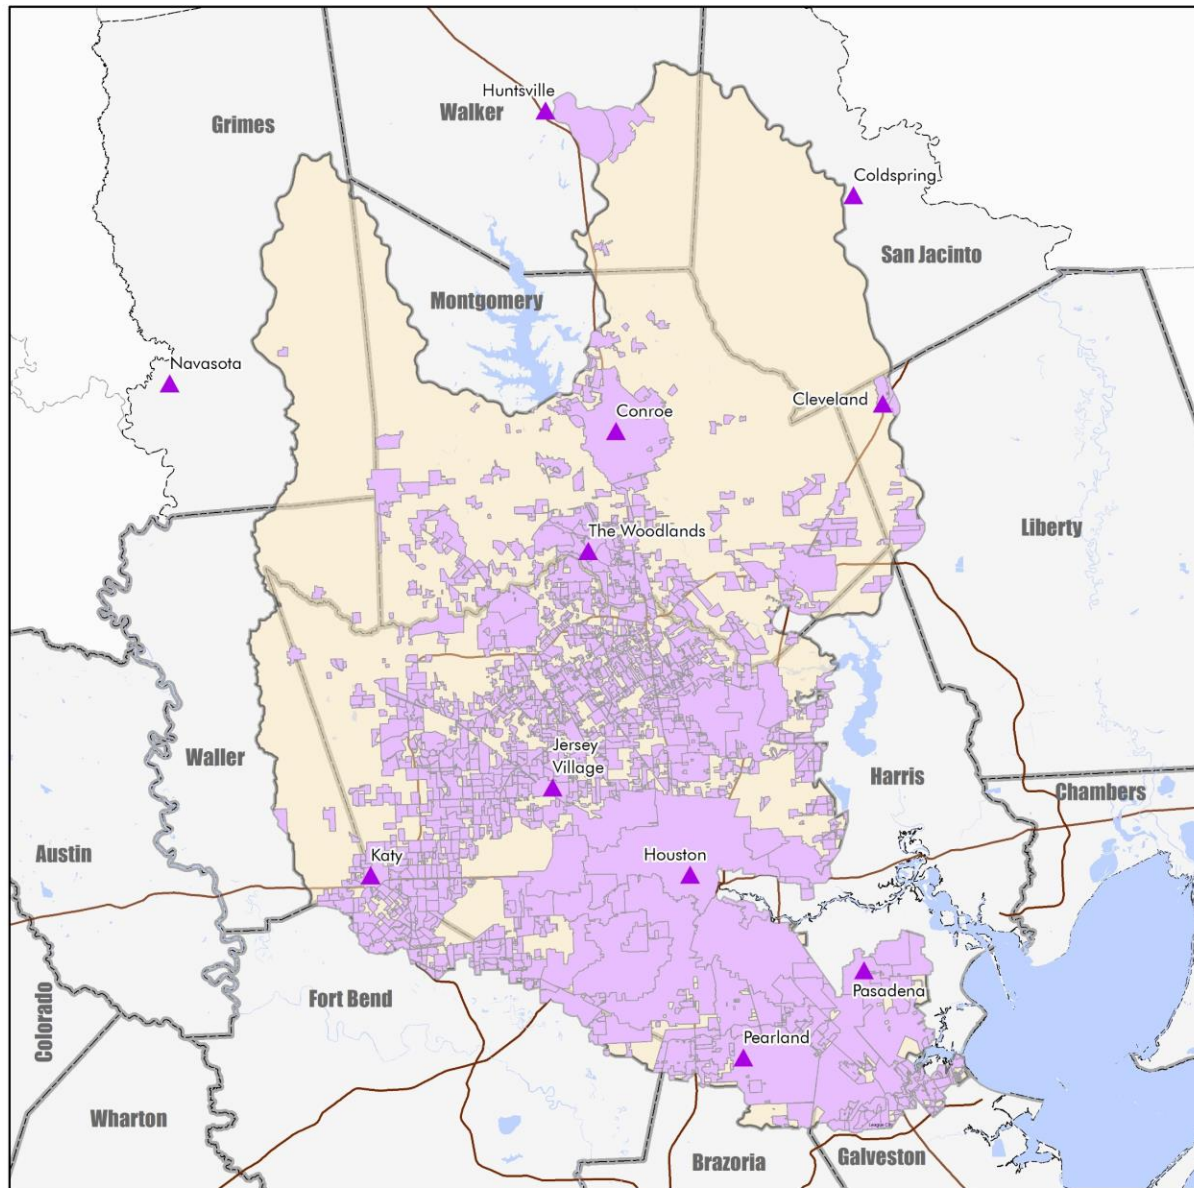 Huntsville
Walker
Grimes
Coldspring
San Jacinto
Montgomery
Navasota
Cleveland
Conroe
Liberty
The Woodlands
Jersey
Village
Waller
Harris
Chambers
Austin
Katy
Houston
Pasadena
Fort Bend
Colorado
Pearland
Wharton
Brazoria
Galveston